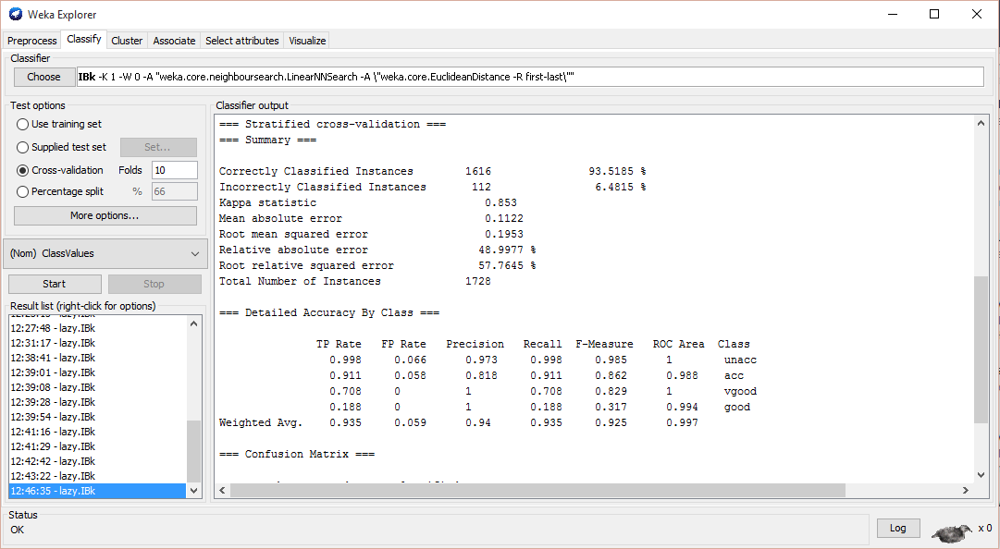 Weka Explorer
Preprocess Classify Cluster Associate Select attributes Visualize
Classifier
Choose IBk -K 1 -W 0 -A "weka.core.neighboursearch.LinearNNSearch -A \"weka.core.EuclideanDistance -R first-last\""
Test options
Use training set
Supplied test set Set...
Cross-validation Folds 10
Percentage split % 66
More options...
(Nom) ClassValues
Start Stop
Result list (right-click for options)
12:27:48 - lazy.IBk
12:31:17 - lazy.IBk
12:38:41 - lazy.IBk
12:39:01 - lazy.IBk
12:39:08 - lazy.IBk
12:39:28 - lazy.IBk
12:39:54 - lazy.IBk
12:41:16 - lazy.IBk
12:41:29 - lazy.IBk
12:42:42 - lazy.IBk
12:43:22 - lazy.IBk
12:46:35 - lazy.IBk
Classifier output
=== Stratified cross-validation ===
=== Summary ===
Correctly Classified Instances 1616 93.5185 %
Incorrectly Classified Instances 112 6.4815 %
Kappa statistic 0.853
Mean absolute error 0.1122
Root mean squared error 0.1953
Relative absolute error 48.9977 %
Root relative squared error 57.7645 %
Total Number of Instances 1728
=== Detailed Accuracy By Class ===
TP Rate FP Rate Precision Recall F-Measure ROC Area Class
0.998 0.066 0.973 0.998 0.985 1 unacc
0.911 0.058 0.818 0.911 0.862 0.988 acc
0.708 0 1 0.708 0.829 1 vgood
0.188 0 1 0.188 0.317 0.994 good
Weighted Avg. 0.935 0.059 0.94 0.935 0.925 0.997
=== Confusion Matrix ===
Status
OK
Log x 0